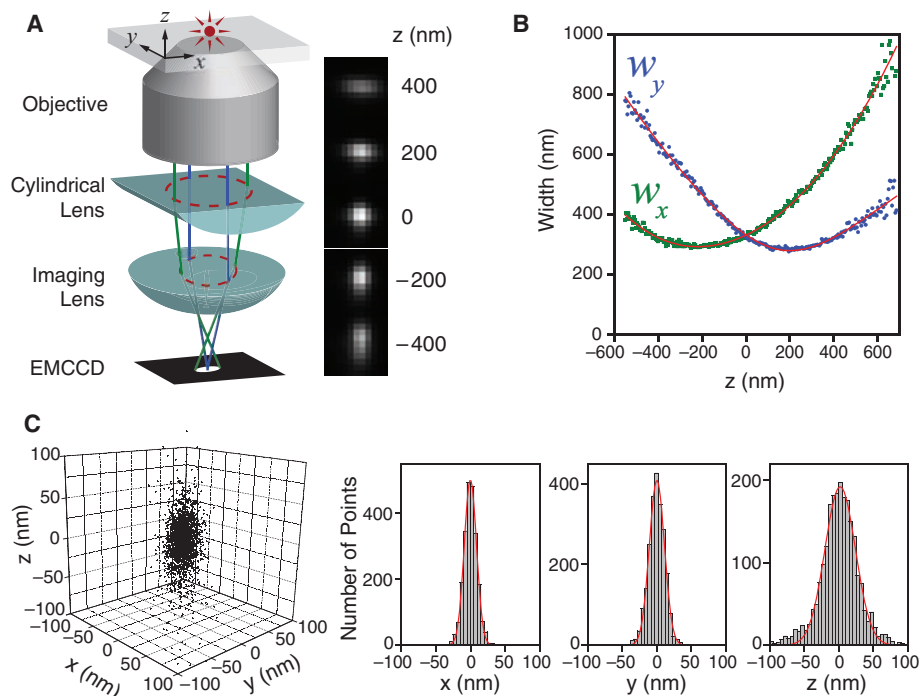 A
z
y
x
Objective
Cylindrical
Lens
Imaging
Lens
EMCCD
z (nm)
400
200
0
−200
−400
B
1000
800
600
400
200
0
Width (nm)
wy
wx
−600 −400 −200 0 200 400 600
z (nm)
C
100
50
0
−50
−100
z (nm)
−100
−50
0
50
100
x (nm)
−100
−50
0
50
100
y (nm)
Number of Points
400
200
0
−100 −50 0 50 100
x (nm)
400
200
0
−100 −50 0 50 100
y (nm)
200
100
0
−100 −50 0 50 100
z (nm)